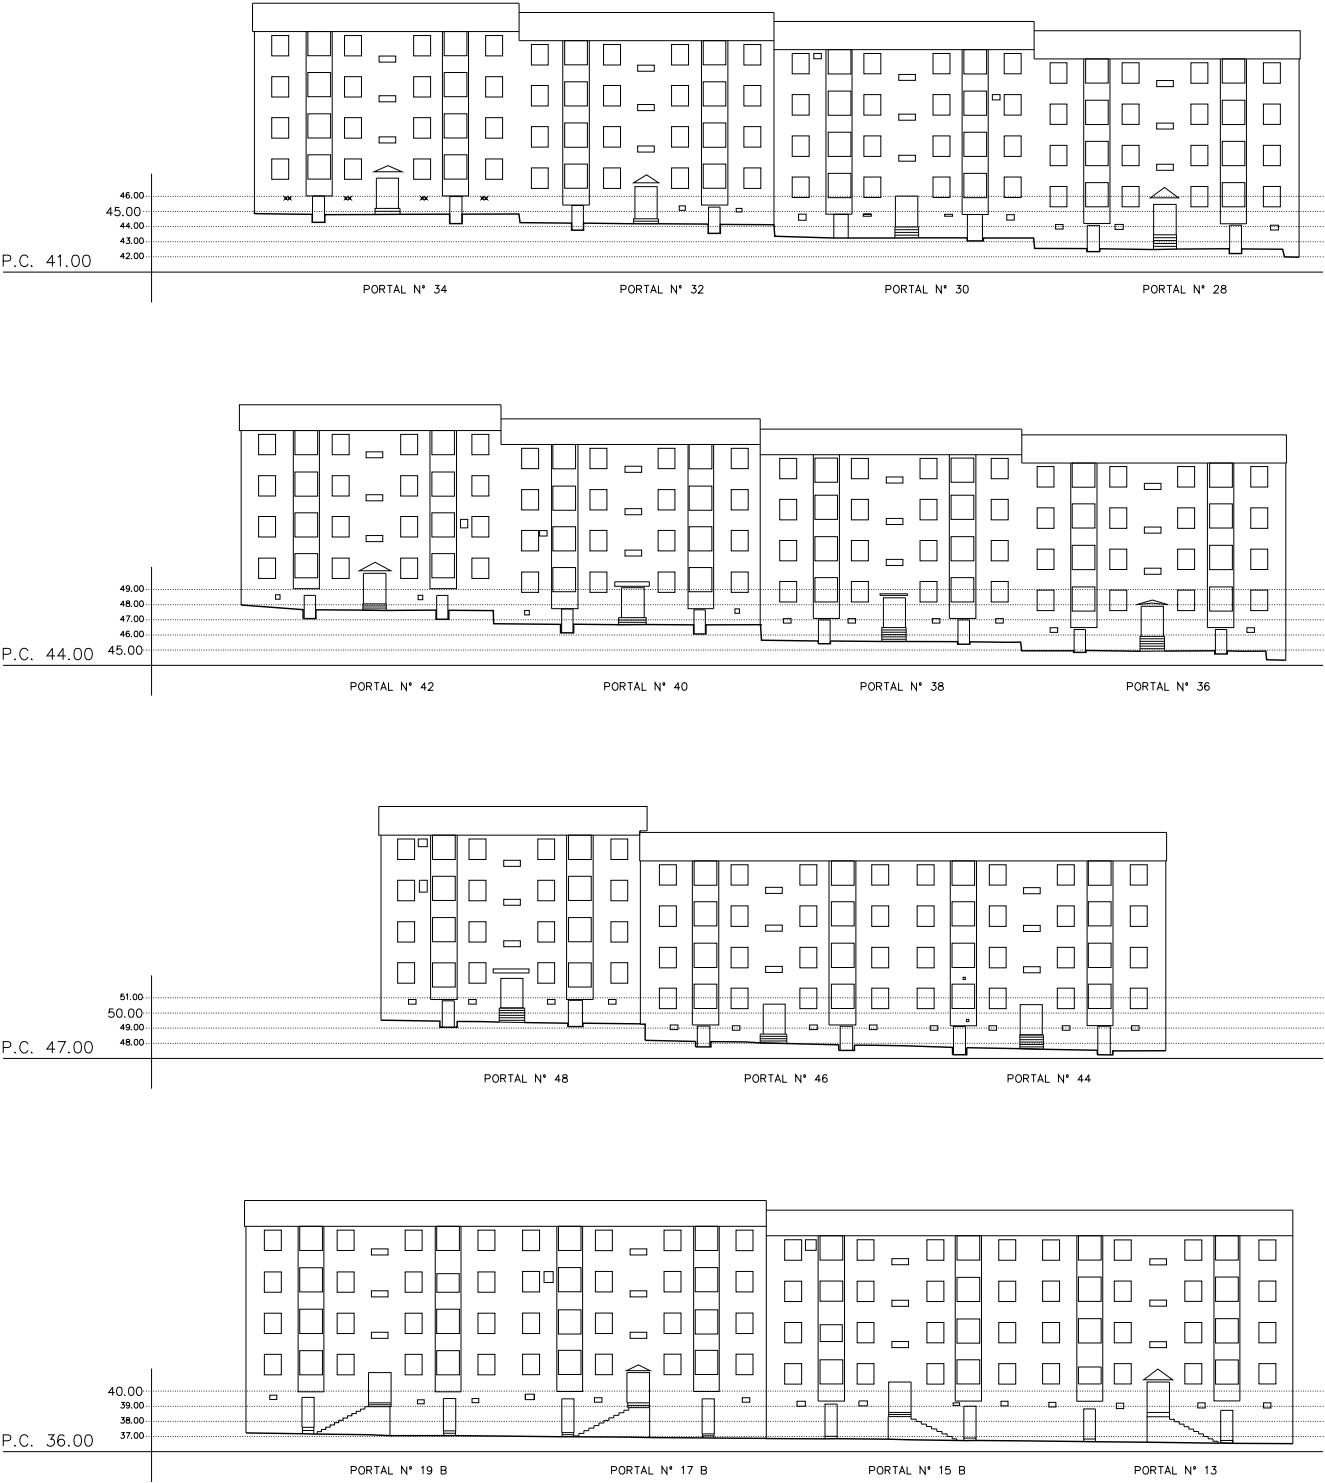 46.00
45.00
44.00
43.00
42.00
P.C. 41.00
PORTAL N° 34 PORTAL N° 32 PORTAL N° 30 PORTAL N° 28
49.00
48.00
47.00
46.00
45.00
P.C. 44.00
PORTAL N° 42 PORTAL N° 40 PORTAL N° 38 PORTAL N° 36
51.00
50.00
49.00
48.00
P.C. 47.00
PORTAL N° 48 PORTAL N° 46 PORTAL N° 44
40.00
39.00
38.00
37.00
P.C. 36.00
PORTAL N° 19 B PORTAL N° 17 B PORTAL N° 15 B PORTAL N° 13